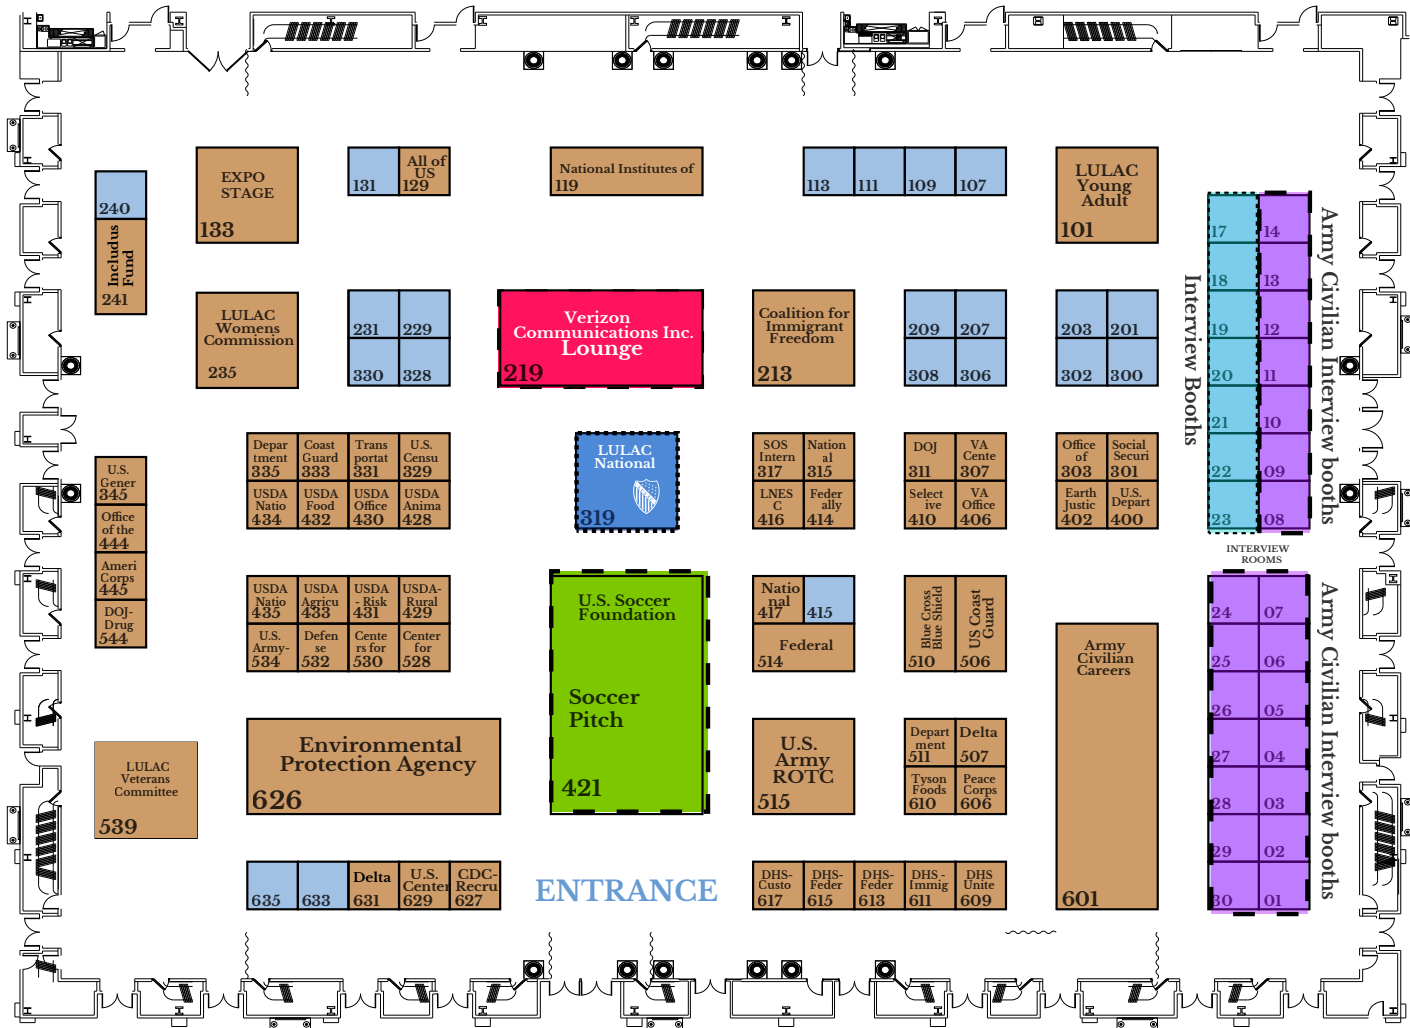 EXPO
STAGE
133
131
All of
US
129
National Institutes of
119
113
111
109
107
LULAC
Young
Adult
101
240
Includus
Fund
241
LULAC
Womens
Commission
235
231
229
330
328
Verizon
Communications Inc.
Lounge
219
Coalition for
Immigrant
Freedom
213
209
207
308
306
203
201
302
300
Interview Booths
17
18
19
20
21
22
23
14
13
12
11
10
09
08
Army Civilian Interview booths
U.S.
Gener
345
Office
of the
444
Ameri
Corps
445
DOJ-
Drug
544
Depar
tment
335
Coast
Guard
333
Trans
portat
331
U.S.
Censu
329
USDA
Natio
434
USDA
Food
432
USDA
Office
430
USDA
Anima
428
LULAC
National
319
SOS
Intern
317
Nation
al
315
LNES
C
416
Feder
ally
414
DOJ
311
VA
Cente
307
Select
ive
410
VA
Office
406
Office
of
303
Social
Securi
301
Earth
Justic
402
U.S.
Depart
400
INTERVIEW
ROOMS
USDA
Natio
435
USDA
Agricu
433
USDA
- Risk
431
USDA-
Rural
429
U.S.
Army-
534
Defen
se
532
Cente
rs for
530
Center
for
528
U.S. Soccer
Foundation
Soccer
Pitch
421
Natio
nal
417
415
Federal
514
Blue Cross
Blue Shield
510
US Coast
Guard
506
Army
Civilian
Careers
601
24
25
26
27
28
29
30
07
06
05
04
03
02
01
Army Civilian Interview booths
LULAC
Veterans
Committee
539
Environmental
Protection Agency
626
U.S.
Army
ROTC
515
Depart
ment
511
Delta
507
Tyson
Foods
610
Peace
Corps
606
635
633
Delta
631
U.S.
Center
629
CDC-
Recru
627
ENTRANCE
DHS-
Custo
617
DHS-
Feder
615
DHS-
Feder
613
DHS -
Immig
611
DHS
Unite
609